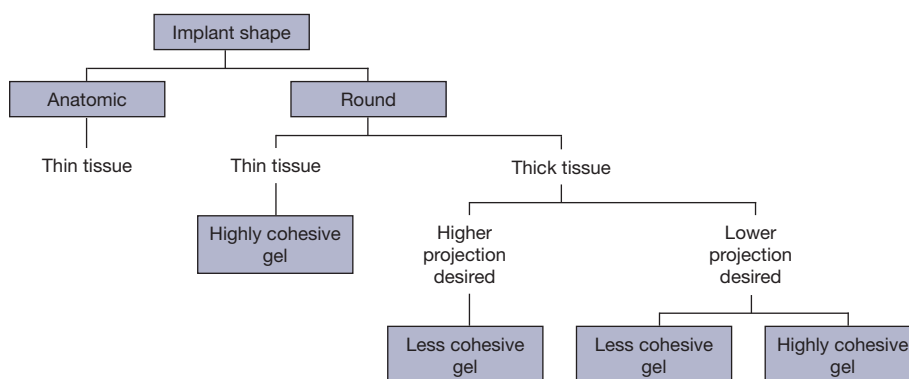 Implant shape
Anatomic
Round
Thin tissue
Thin tissue
Thick tissue
Highly cohesive
gel
Higher
projection
desired
Lower
projection
desired
Less cohesive
gel
Less cohesive
gel
Highly cohesive
gel